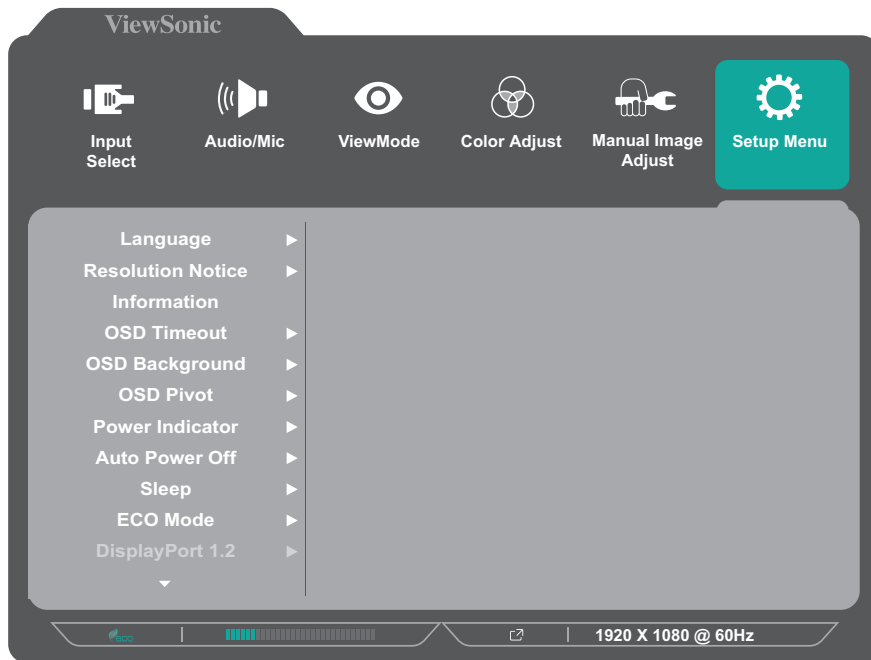 ViewSonic
Input
Select
Audio/Mic
ViewMode
Color Adjust
Manual Image
Adjust
Setup Menu
Language
Resolution Notice
Information
OSD Timeout
OSD Background
OSD Pivot
Power Indicator
Auto Power Off
Sleep
ECO Mode
DisplayPort 1.2
eco
1920 X 1080 @ 60Hz